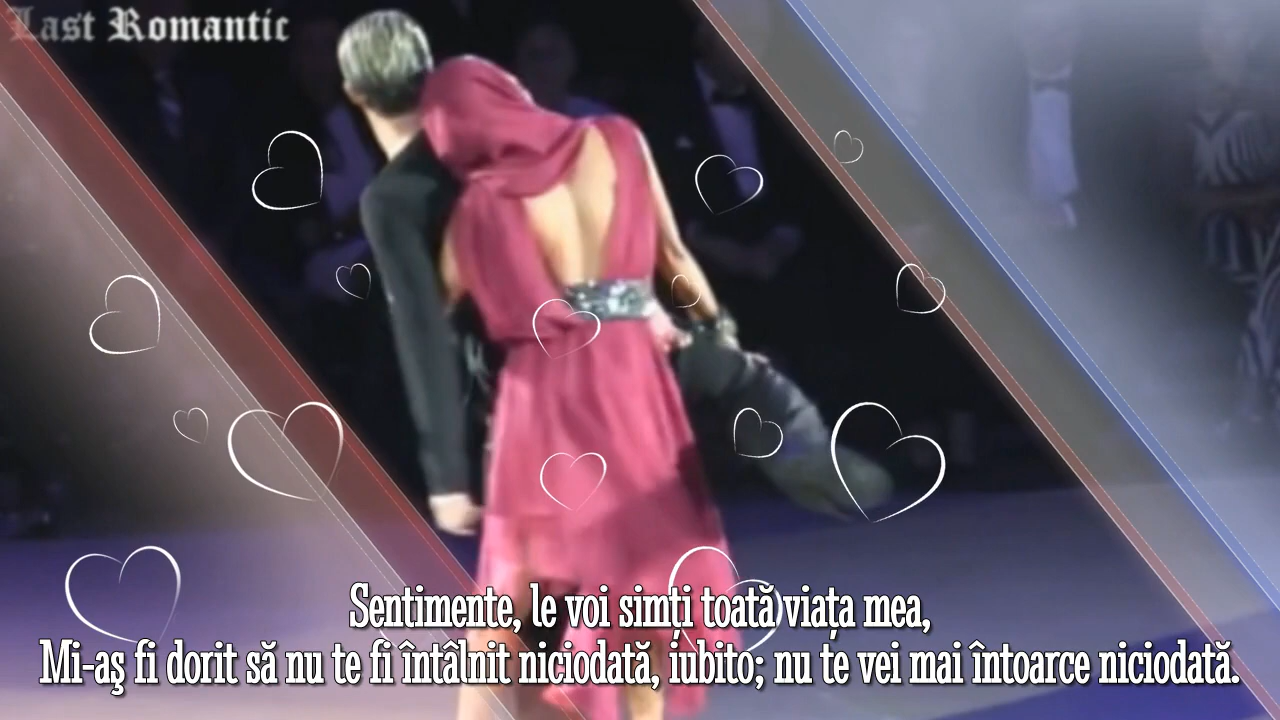 Last Romantic
Sentimente, le voi simți toată viața mea,
Mi-aş fi dorit să nu te fi întâlnit niciodată, iubito; nu te vei mai întoarce niciodată.